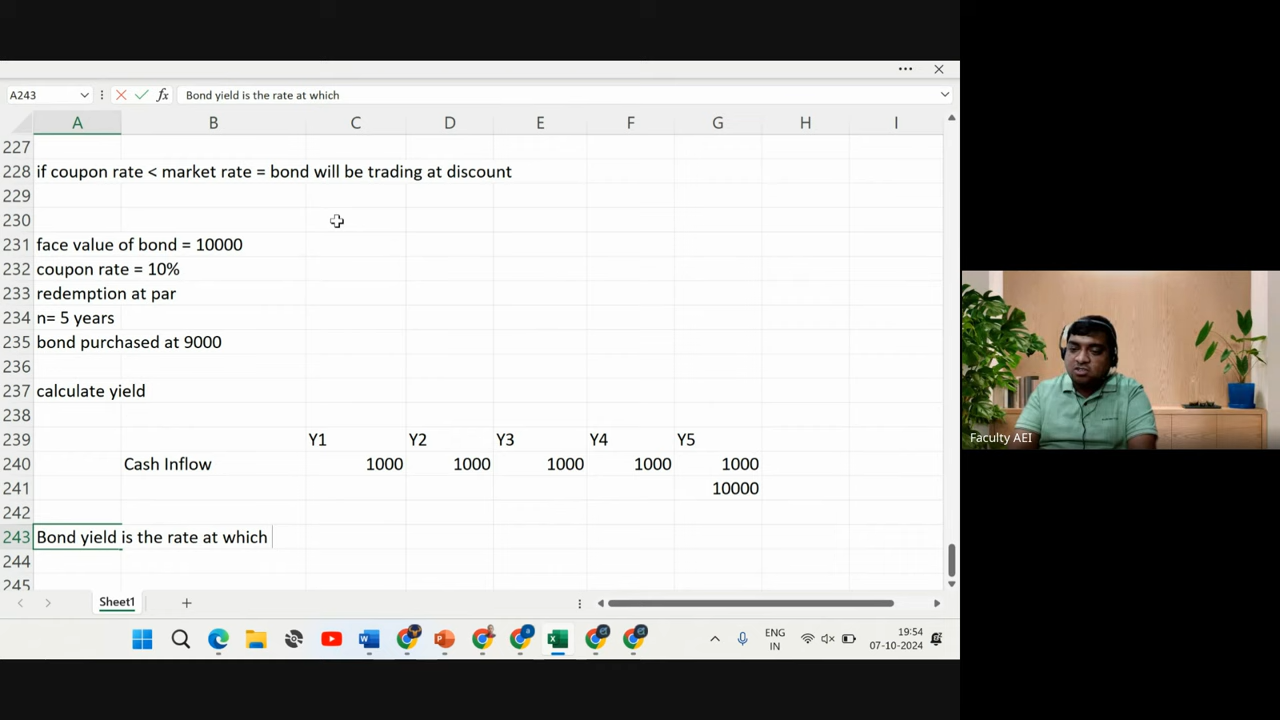 A243
fx
Bond yield is the rate at which
A B C D E F G H I
227
228 if coupon rate < market rate = bond will be trading at discount
229
230
231 face value of bond = 10000
232 coupon rate = 10%
233 redemption at par
234 n= 5 years
235 bond purchased at 9000
236
237 calculate yield
238
239 Y1 Y2 Y3 Y4 Y5
240 Cash Inflow 1000 1000 1000 1000 1000
241 10000
242
243 Bond yield is the rate at which
244
245
Faculty AEI
Sheet1
ENG
IN
19:54
07-10-2024